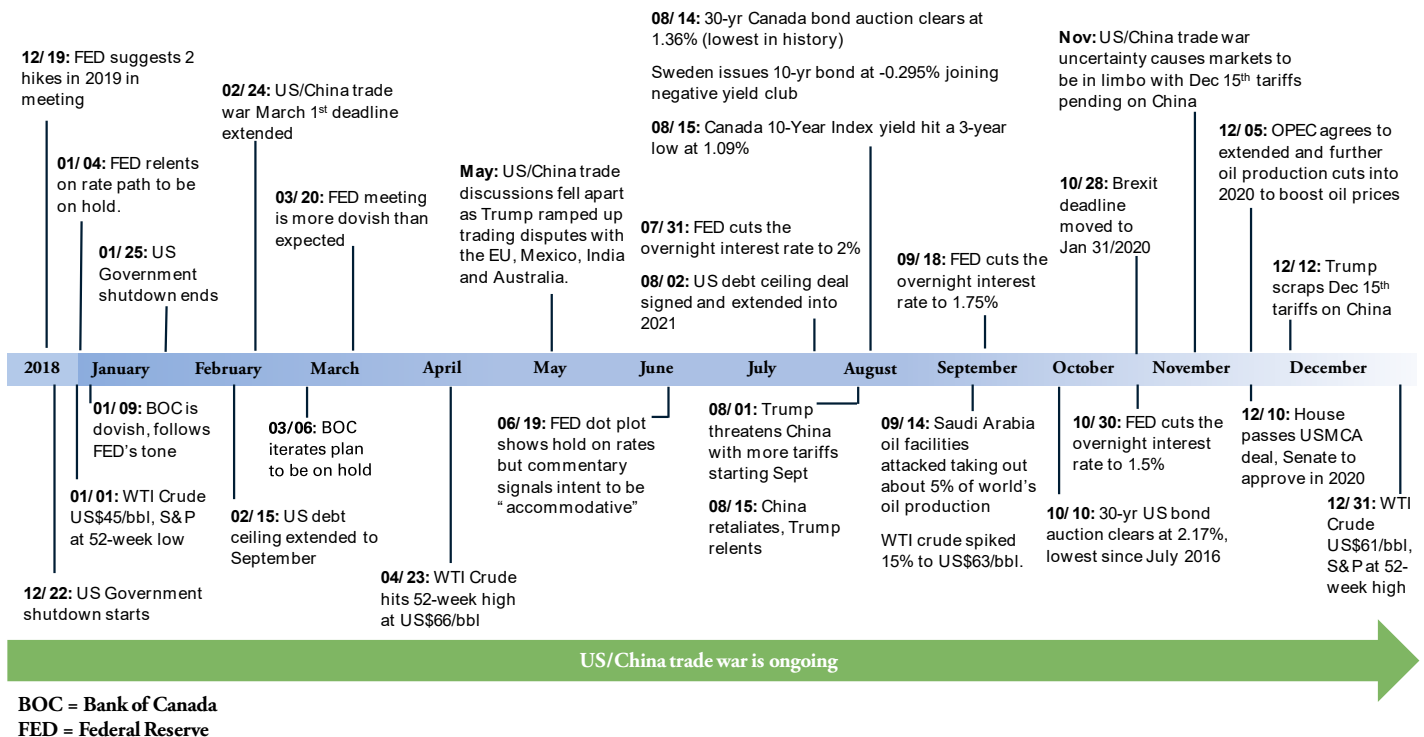 12/19: FED suggests 2
hikes in 2019 in
meeting
01/04: FED relents
on rate path to be
on hold.
01/25: US
Government
shutdown ends
02/24: US/China trade
war March 1st deadline
extended
03/20: FED meeting
is more dovish than
expected
May: US/China trade
discussions fell apart
as Trump ramped up
trading disputes with
the EU, Mexico, India
and Australia.
08/14: 30-yr Canada bond auction clears at
1.36% (lowest in history)
Sweden issues 10-yr bond at -0.295% joining
negative yield club
08/15: Canada 10-Year Index yield hit a 3-year
low at 1.09%
07/31: FED cuts the
overnight interest rate to 2%
08/02: US debt ceiling deal
signed and extended into
2021
09/18: FED cuts the
overnight interest
rate to 1.75%
10/28: Brexit
deadline
moved to
Jan 31/2020
Nov: US/China trade war
uncertainty causes markets to
be in limbo with Dec 15th tariffs
pending on China
12/05: OPEC agrees to
extended and further
oil production cuts into
2020 to boost oil prices
12/12: Trump
scraps Dec 15th
tariffs on China
2018 January February March April May June July August September October November December
01/09: BOC is
dovish, follows
FED's tone
01/01: WTI Crude
US$45/bbl, S&P
at 52-week low
12/22: US Government
shutdown starts
02/15: US debt
ceiling extended to
September
03/06: BOC
iterates plan
to be on hold
04/23: WTI Crude
hits 52-week high
at US$66/bbl
06/19: FED dot plot
shows hold on rates
but commentary
signals intent to be
“accommodative”
08/01: Trump
threatens China
with more tariffs
starting Sept
08/15: China
retaliates, Trump
relents
09/14: Saudi Arabia
oil facilities
attacked taking out
about 5% of world's
oil production
WTI crude spiked
15% to US$63/bbl.
10/10: 30-yr US bond
auction clears at 2.17%,
lowest since July 2016
10/30: FED cuts the
overnight interest
rate to 1.5%
12/10: House
passes USMCA
deal, Senate to
approve in 2020
12/31: WTI
Crude
US$61/bbl,
S&P at 52-
week high
US/China trade war is ongoing
BOC = Bank of Canada
FED = Federal Reserve